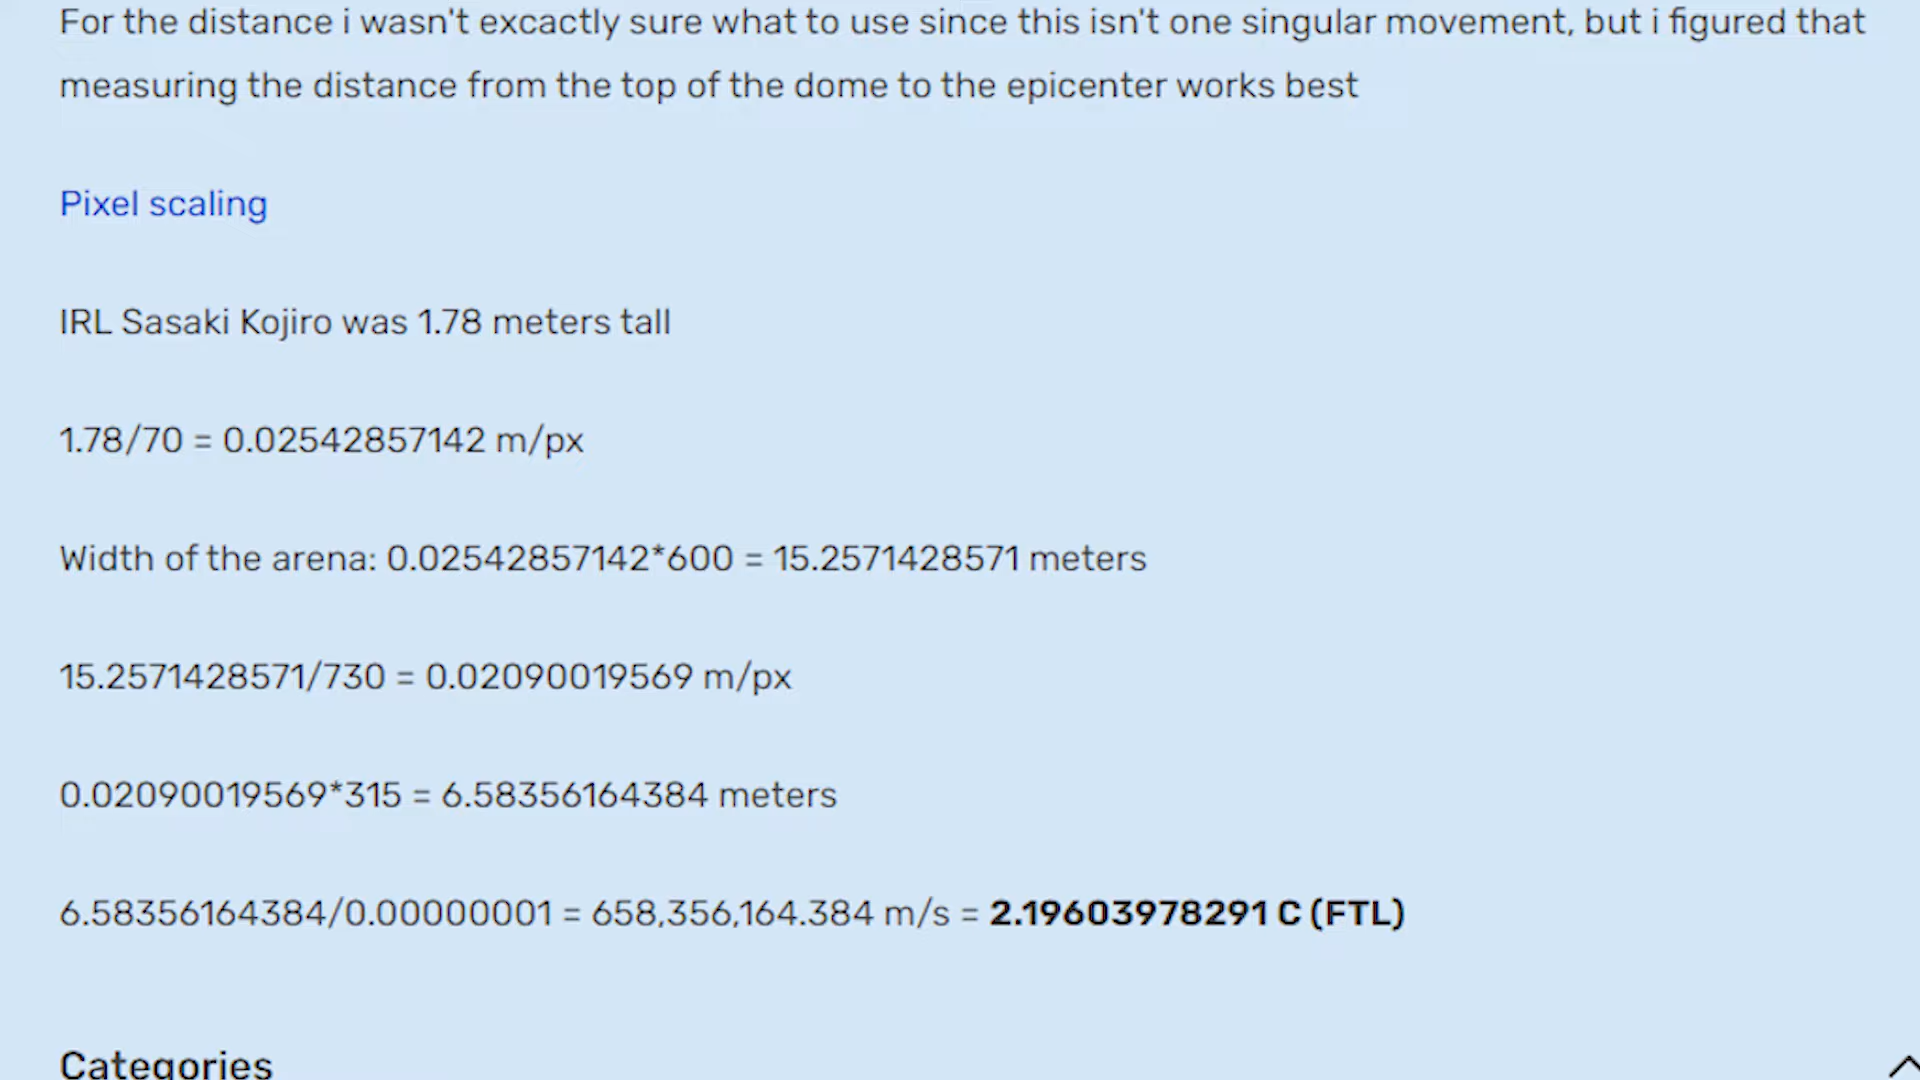 For the distance i wasn't excactly sure what to use since this isn't one singular movement, but i figured that
measuring the distance from the top of the dome to the epicenter works best
Pixel scaling
IRL Sasaki Kojiro was 1.78 meters tall
1.78/70 = 0.02542857142 m/px
Width of the arena: 0.02542857142*600 = 15.2571428571 meters
15.2571428571/730 = 0.02090019569 m/px
0.02090019569*315 = 6.58356164384 meters
6.58356164384/0.00000001 = 658,356,164.384 m/s = 2.19603978291 C (FTL)
Categories